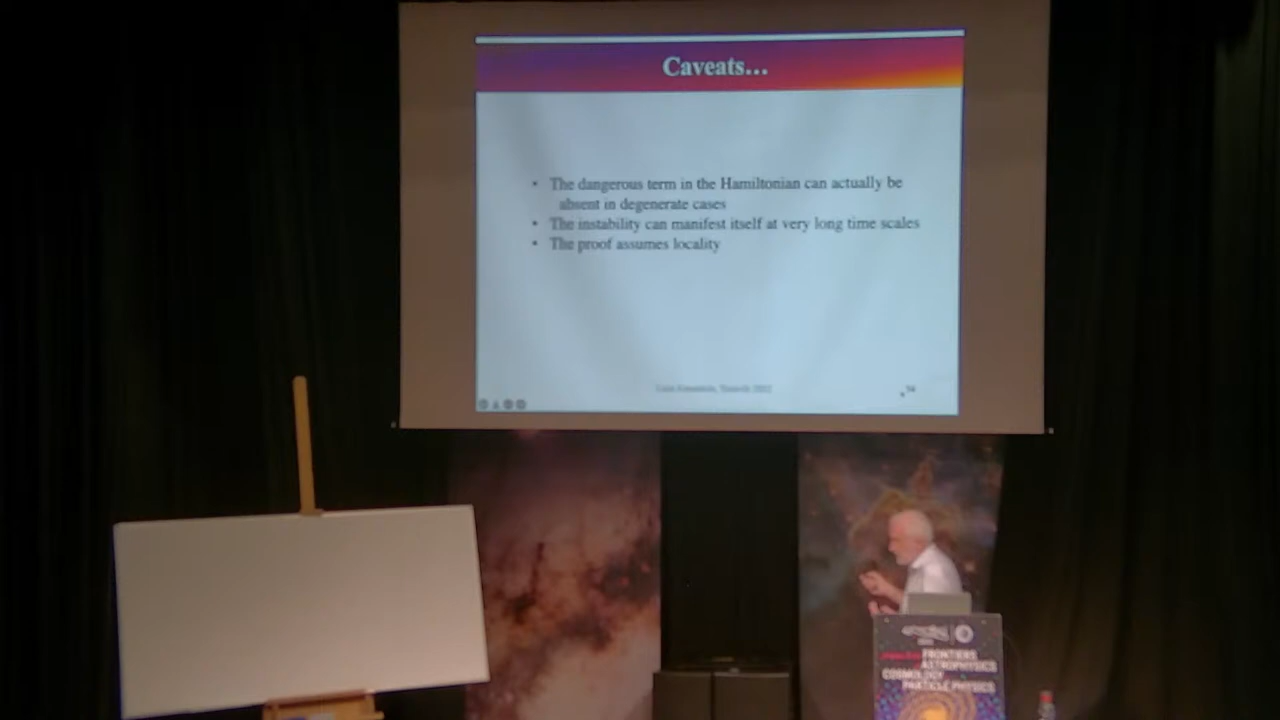 Caveats...
• The dangerous term in the Hamiltonian can actually be
absent in degenerate cases
• The instability can manifest itself at very long time scales
• The proof assumes locality
FRONTIERS
ASTROPHYSICS
COSMOLOGY
PARTICLE PHYSICS